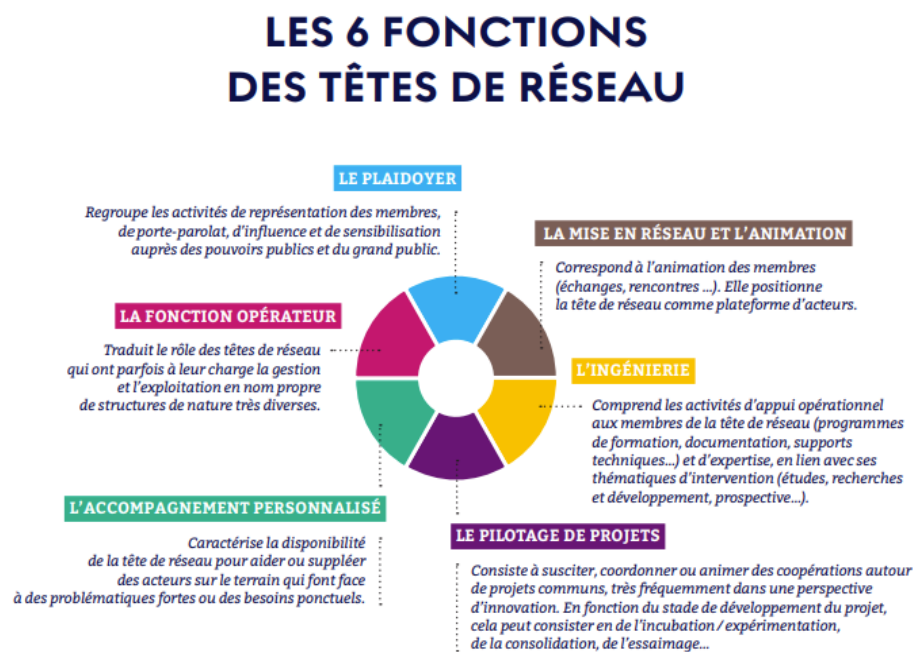 LES 6 FONCTIONS
DES TÊTES DE RÉSEAU
LE PLAIDOYER
Regroupe les activités de représentation des membres,
de porte-parolat, d'influence et de sensibilisation
auprès des pouvoirs publics et du grand public.
LA MISE EN RÉSEAU ET L'ANIMATION
Correspond à l'animation des membres
(échanges, rencontres ...). Elle positionne
la tête de réseau comme plateforme d'acteurs.
LA FONCTION OPÉRATEUR
Traduit le rôle des têtes de réseau
qui ont parfois à leur charge la gestion
et l'exploitation en nom propre
de structures de nature très diverses.
L'INGÉNIERIE
Comprend les activités d'appui opérationnel
aux membres de la tête de réseau (programmes
de formation, documentation, supports
techniques...) et d'expertise, en lien avec ses
thématiques d'intervention (études, recherches
et développement, prospective...).
L'ACCOMPAGNEMENT PERSONNALISÉ
Caractérise la disponibilité
de la tête de réseau pour aider ou suppléer
des acteurs sur le terrain qui font face
à des problématiques fortes ou des besoins ponctuels.
LE PILOTAGE DE PROJETS
Consiste à susciter, coordonner ou animer des coopérations autour
de projets communs, très fréquemment dans une perspective
d'innovation. En fonction du stade de développement du projet,
cela peut consister en de l'incubation / expérimentation,
de la consolidation, de l'essaimage...